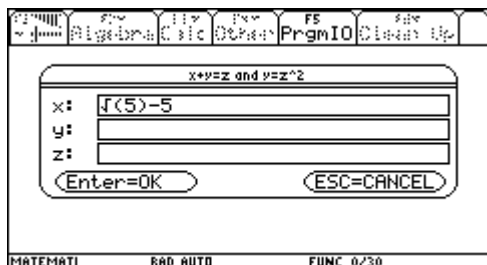 Algebra Calc Other PrgmIO Clean Up
F5
x+y=z and y=z^2
x: √(5)-5
y:
z:
Enter=OK ESC=CANCEL
MATEMATI RAD AUTO FUNC 0/30